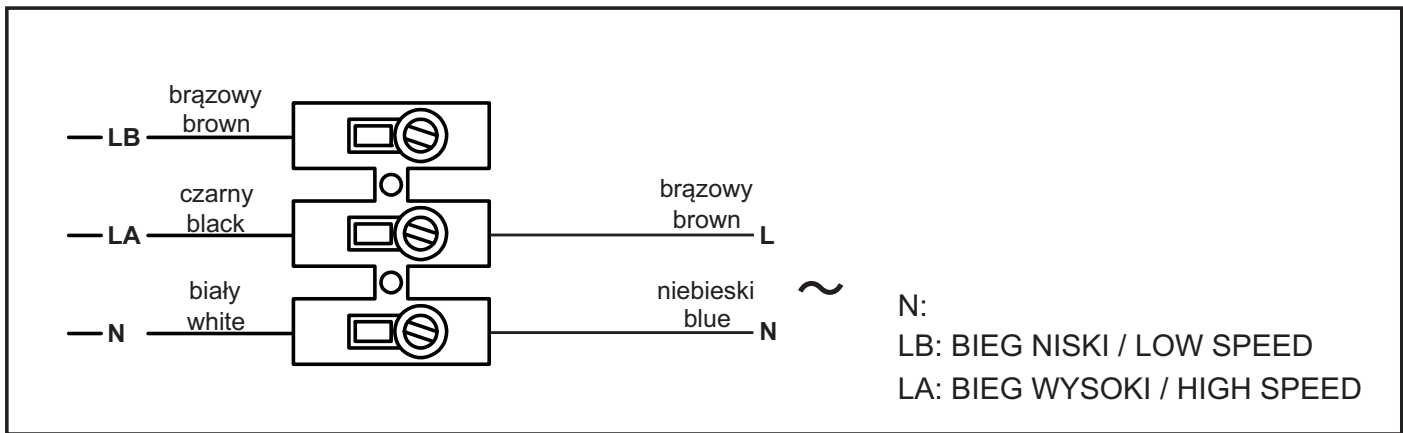 brązowy
brown
LB
czarny
black
LA
brązowy
brown
L
biały
white
N
niebieski
blue
N
~
N:
LB: BIEG NISKI / LOW SPEED
LA: BIEG WYSOKI / HIGH SPEED